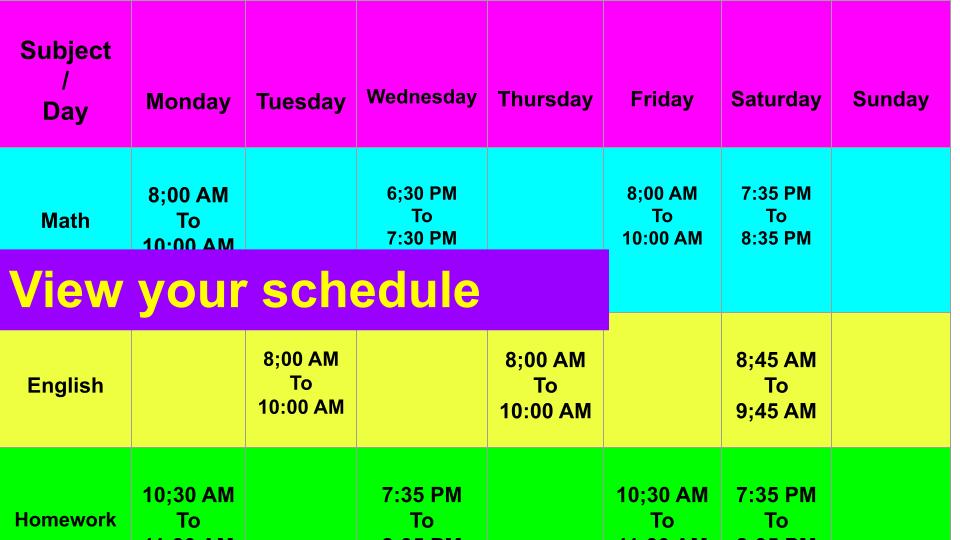 Subject
/
Day
Monday
Tuesday
Wednesday
Thursday
Friday
Saturday
Sunday
Math
8;00 AM
To
10:00 AM
6;30 PM
To
7:30 PM
8;00 AM
To
10:00 AM
7:35 PM
To
8:35 PM
View your schedule
English
8;00 AM
To
10:00 AM
8;00 AM
To
10:00 AM
8;45 AM
To
9;45 AM
Homework
10;30 AM
To
7:35 PM
To
10;30 AM
To
7:35 PM
To